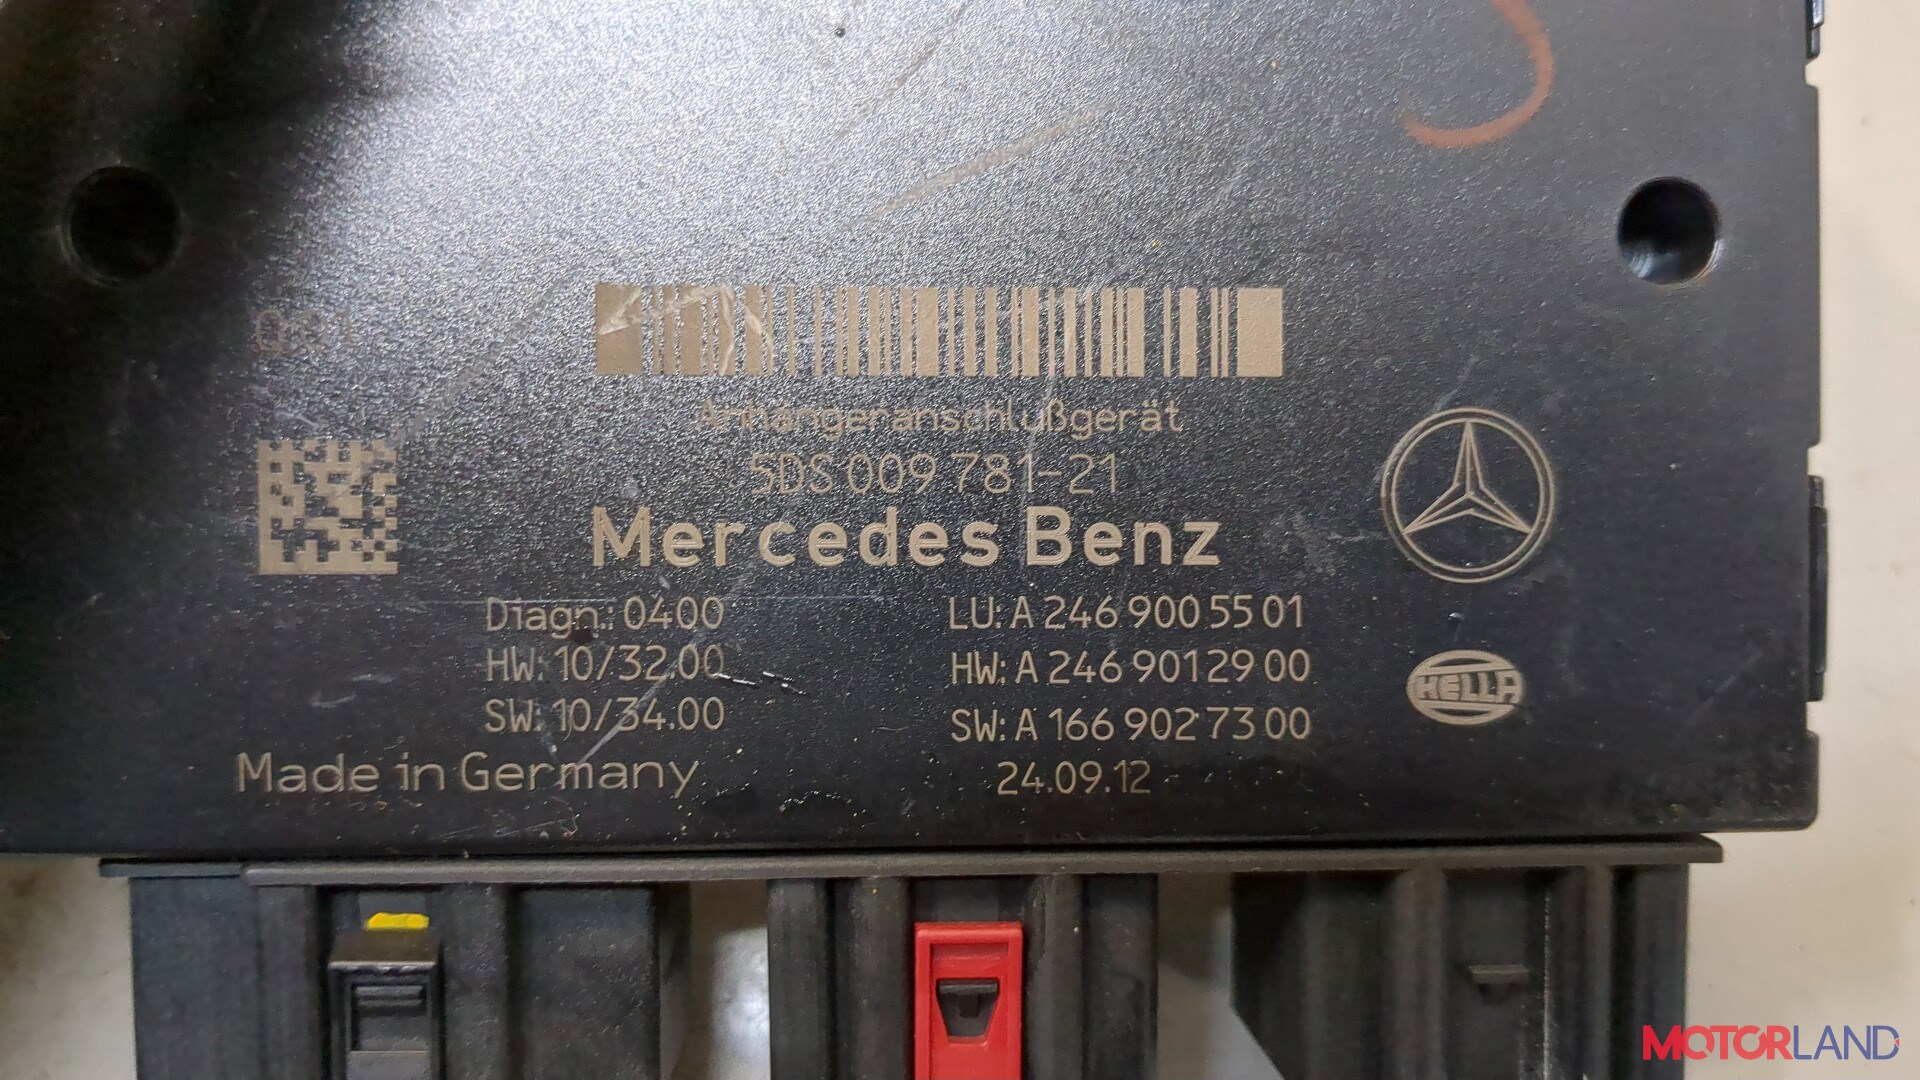 Anhängeranschlußgerät
5DS 009 781-21
Mercedes Benz
Diagn.: 0400
HW: 10/32.00
SW: 10/34.00
LU: A 246 900 55 01
HW: A 246 901 29 00
SW: A 166 902 73 00
HELLA
Made in Germany
24.09.12
MOTORLAND